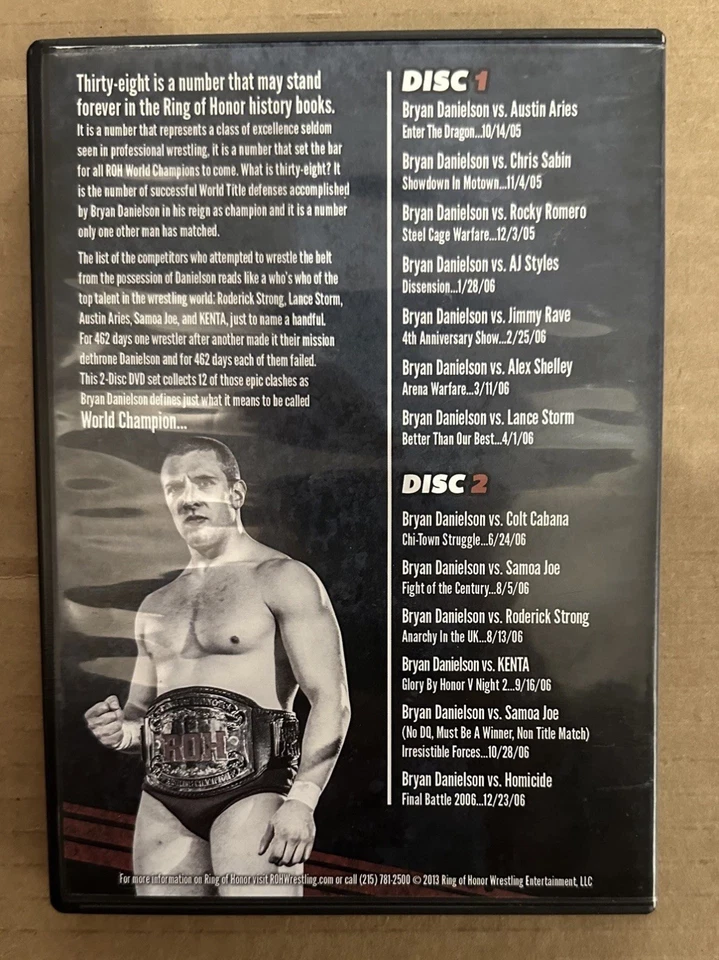 Thirty-eight is a number that may stand
forever in the Ring of Honor history books.
It is a number that represents a class of excellence seldom
seen in professional wrestling, it is a number that set the bar
for all ROH World Champions to come. What is thirty-eight? It
is the number of successful World Title defenses accomplished
by Bryan Danielson in his reign as champion and it is a number
only one other man has matched.
The list of the competitors who attempted to wrestle the belt
from the possession of Danielson reads like a who's who of the
top talent in the wrestling world: Roderick Strong, Lance Storm,
Austin Aries, Samoa Joe, and KENTA, just to name a handful.
For 462 days one wrestler after another made it their mission
dethrone Danielson and for 462 days each of them failed.
This 2-Disc DVD set collects 12 of those epic clashes as
Bryan Danielson defines just what it means to be called
World Champion...
DISC 1
Bryan Danielson vs. Austin Aries
Enter The Dragon...10/14/05
Bryan Danielson vs. Chris Sabin
Showdown In Motown...11/4/05
Bryan Danielson vs. Rocky Romero
Steel Cage Warfare...12/3/05
Bryan Danielson vs. AJ Styles
Dissension...1/28/06
Bryan Danielson vs. Jimmy Rave
4th Anniversary Show...2/25/06
Bryan Danielson vs. Alex Shelley
Arena Warfare...3/11/06
Bryan Danielson vs. Lance Storm
Better Than Our Best...4/1/06
DISC 2
Bryan Danielson vs. Colt Cabana
Chi-Town Struggle...6/24/06
Bryan Danielson vs. Samoa Joe
Fight of the Century...8/5/06
Bryan Danielson vs. Roderick Strong
Anarchy In the UK...8/13/06
Bryan Danielson vs. KENTA
Glory By Honor V Night 2...9/16/06
Bryan Danielson vs. Samoa Joe
(No DQ, Must Be A Winner, Non Title Match)
Irresistible Forces...10/28/06
Bryan Danielson vs. Homicide
Final Battle 2006...12/23/06
ROH
For more information on Ring of Honor visit ROHWrestling.com or call (215) 781-2500 © 2013 Ring of Honor Wrestling Entertainment, LLC